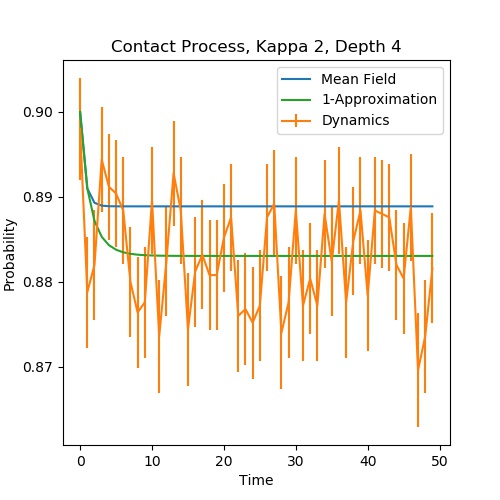 Contact Process, Kappa 2, Depth 4
Mean Field
1-Approximation
Dynamics
0.90
0.89
0.88
0.87
Probability
0
10
20
30
40
50
Time